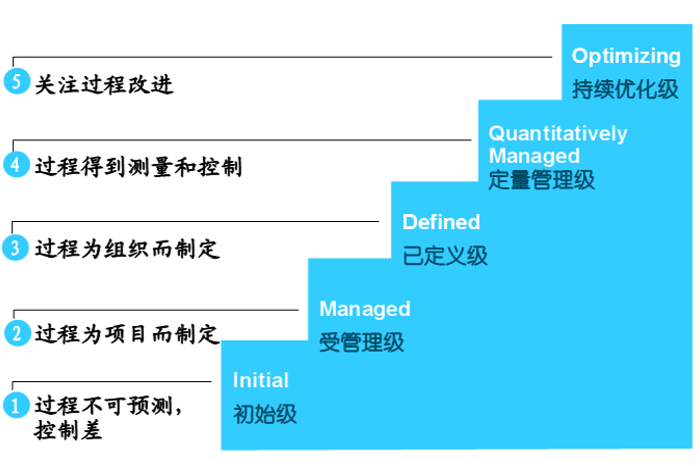 Optimizing
持续优化级
5 关注过程改进
Quantitatively
Managed
定量管理级
4 过程得到测量和控制
Defined
已定义级
3 过程为组织而制定
Managed
受管理级
2 过程为项目而制定
Initial
初始级
1 过程不可预测，
控制差